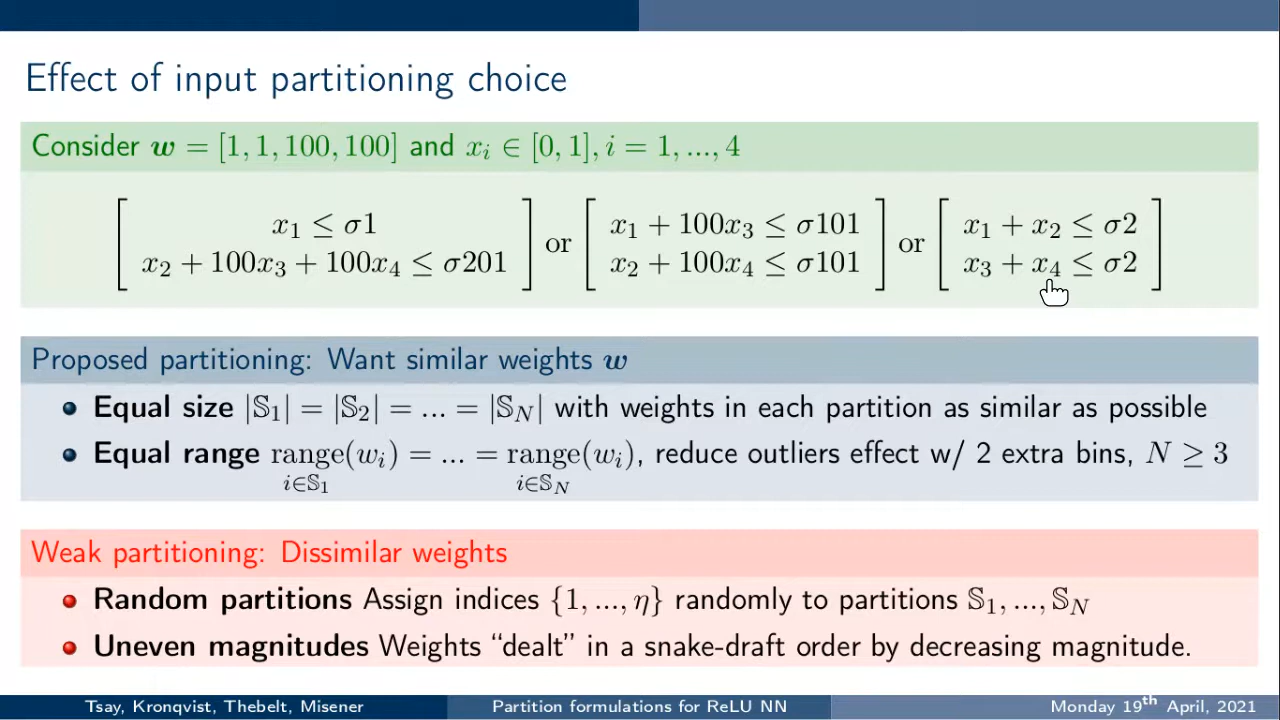 Effect of input partitioning choice
Consider w = [1, 1, 100, 100] and xᵢ ∈ [0, 1], i = 1, ..., 4
[ x₁ ≤ σ1 ] or [ x₁ + 100x₃ ≤ σ101 ] or [ x₁ + x₂ ≤ σ2 ]
[ x₂ + 100x₃ + 100x₄ ≤ σ201 ] [ x₂ + 100x₄ ≤ σ101 ] [ x₃ + x₄ ≤ σ2 ]
Proposed partitioning: Want similar weights w
Equal size |𝕊₁| = |𝕊₂| = ... = |𝕊_N| with weights in each partition as similar as possible
Equal range range(wᵢ) = ... = range(wᵢ), reduce outliers effect w/ 2 extra bins, N ≥ 3
i∈𝕊₁ i∈𝕊_N
Weak partitioning: Dissimilar weights
Random partitions Assign indices {1, ..., η} randomly to partitions 𝕊₁, ..., 𝕊_N
Uneven magnitudes Weights “dealt” in a snake-draft order by decreasing magnitude.
Tsay, Kronqvist, Thebelt, Misener Partition formulations for ReLU NN Monday 19th April, 2021